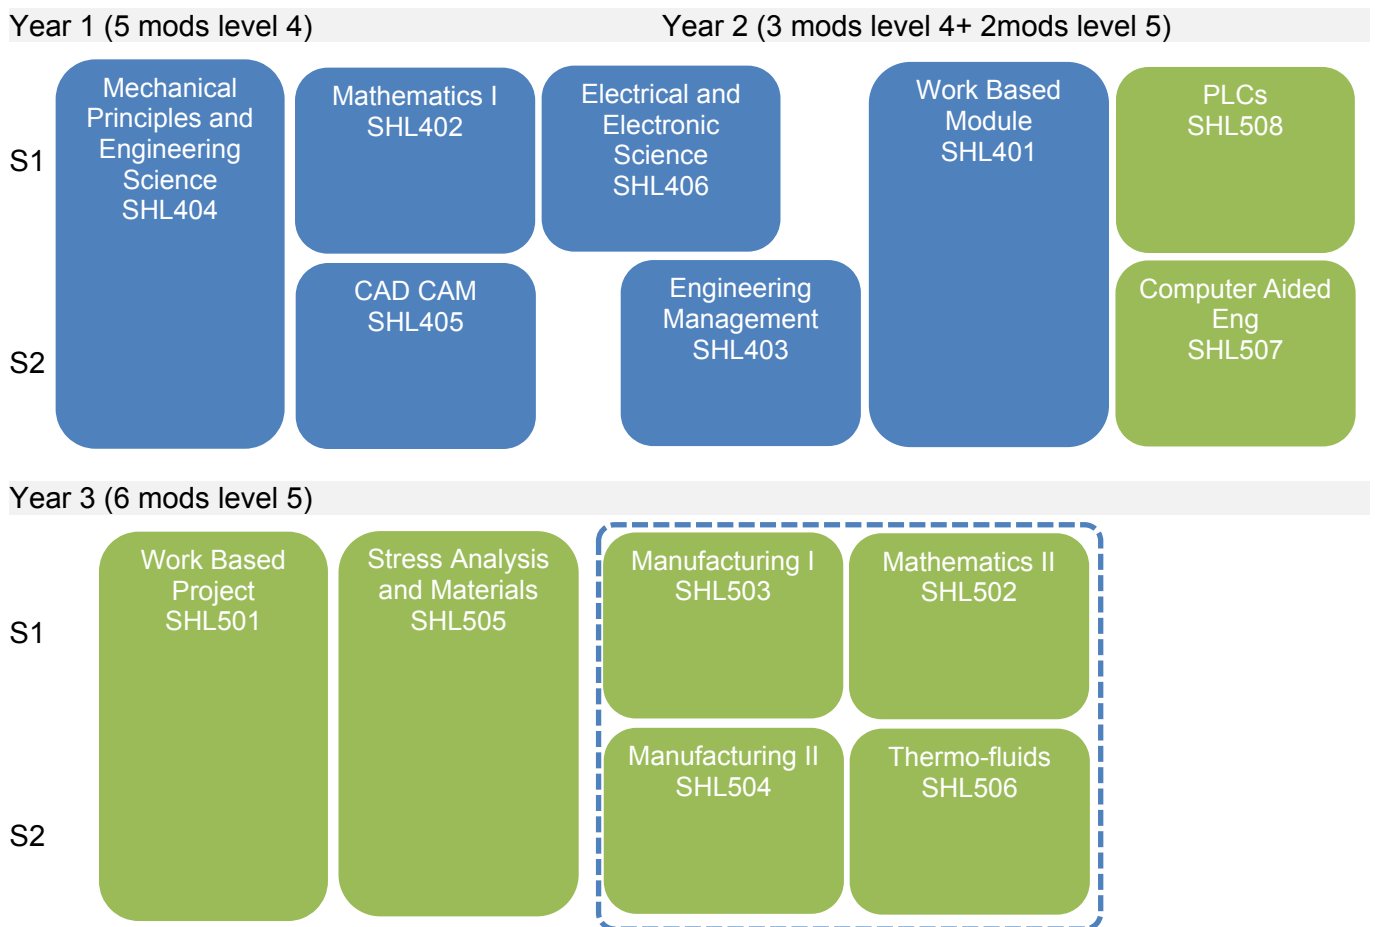 Year 1 (5 mods level 4)
Year 2 (3 mods level 4+ 2mods level 5)
S1
Mechanical
Principles and
Engineering
Science
SHL404
Mathematics I
SHL402
Electrical and
Electronic
Science
SHL406
Work Based
Module
SHL401
PLCs
SHL508
S2
CAD CAM
SHL405
Engineering
Management
SHL403
Computer Aided
Eng
SHL507
Year 3 (6 mods level 5)
S1
Work Based
Project
SHL501
Stress Analysis
and Materials
SHL505
Manufacturing I
SHL503
Mathematics II
SHL502
S2
Manufacturing II
SHL504
Thermo-fluids
SHL506